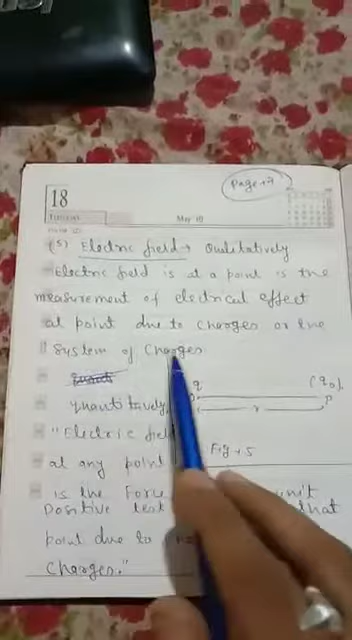 Page→7
18
May-18
(5) Electric field → Qualitatively
Electric field is at a point is the
measurement of electrical effect
at point due to charges or the
System of Charges
q (q₀)
quantitively
P
r
"Electric fiel
Fig→5
at any point
is the Force unit
Positive test that
point due to
charges."